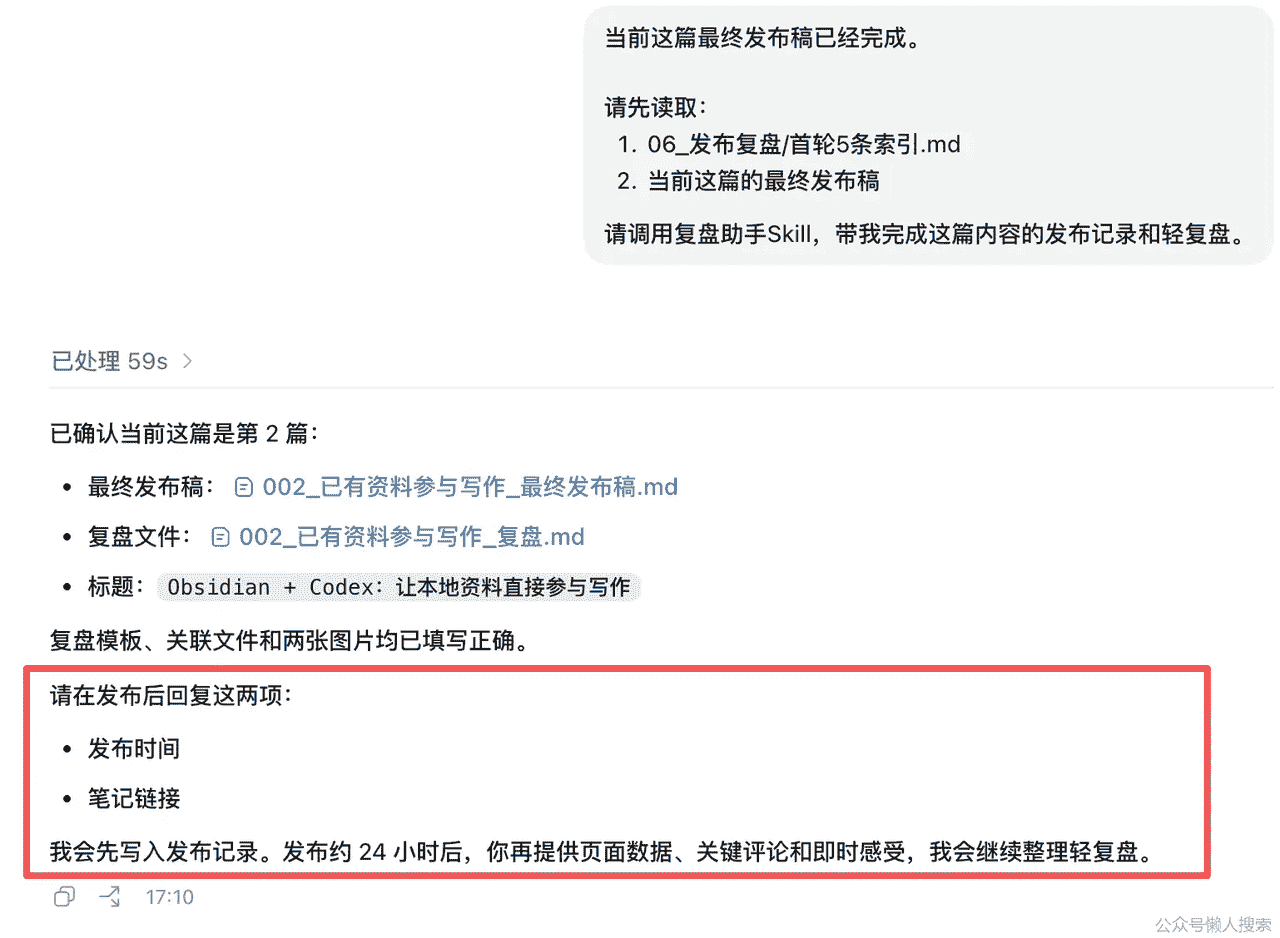 当前这篇最终发布稿已经完成。
请先读取：
1. 06_发布复盘/首轮5条索引.md
2. 当前这篇的最终发布稿
请调用复盘助手Skill，带我完成这篇内容的发布记录和轻复盘。
已处理 59s >
已确认当前这篇是第 2 篇：
• 最终发布稿： 002_已有资料参与写作_最终发布稿.md
• 复盘文件： 002_已有资料参与写作_复盘.md
• 标题： Obsidian + Codex：让本地资料直接参与写作
复盘模板、关联文件和两张图片均已填写正确。
请在发布后回复这两项：
• 发布时间
• 笔记链接
我会先写入发布记录。发布约 24 小时后，你再提供页面数据、关键评论和即时感受，我会继续整理轻复盘。
17:10
公众号懒人搜索